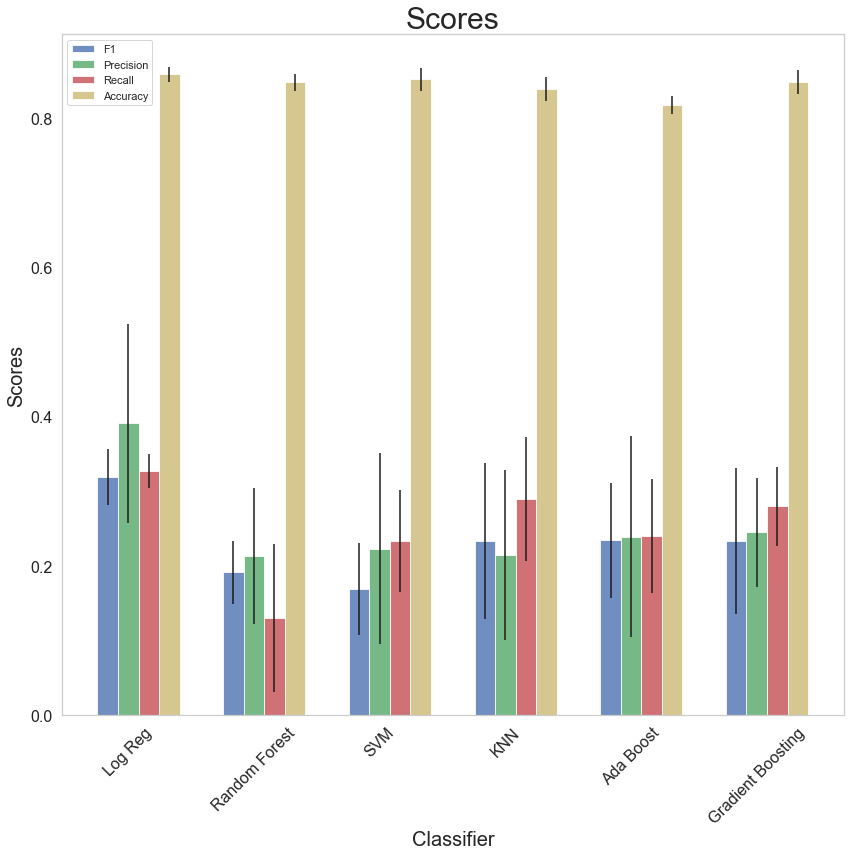 Scores
F1
Precision
Recall
Accuracy
Scores
0.8
0.6
0.4
0.2
0.0
Log Reg
Random Forest
SVM
KNN
Ada Boost
Gradient Boosting
Classifier